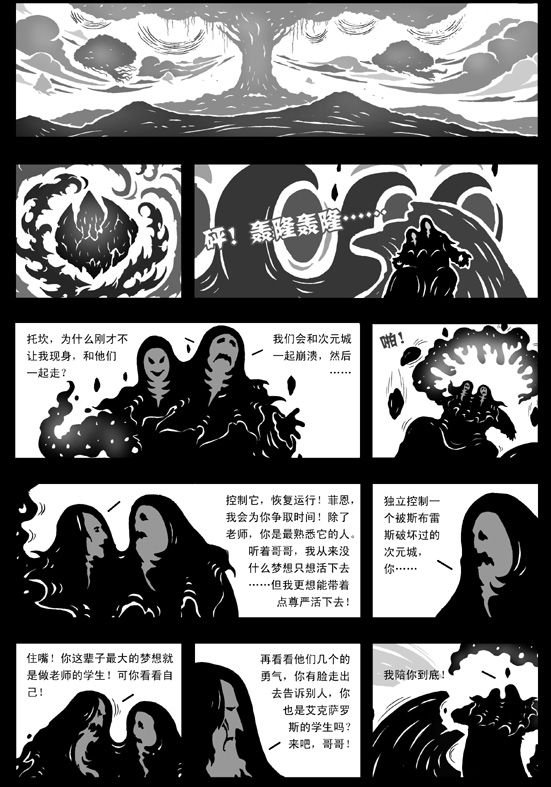 砰！轰隆轰隆……
托坎，为什么刚才不
让我现身，和他们
一起走？
我们会和次元城
一起崩溃，然后
……
啪！
控制它，恢复运行！菲恩，
我会为你争取时间！除了
老师，你是最熟悉它的人。
听着哥哥，我从来没
什么梦想只想活下去
……但我更想能带着
点尊严活下去！
独立控制一
个被斯布雷
斯破坏过的
次元城，
你……
住嘴！你这辈子最大的梦想就
是做老师的学生！可你看看自
己！
再看看他们几个的
勇气，你有脸走出
去告诉别人，你
也是艾克萨罗
斯的学生吗？
来吧，哥哥！
我陪你到底！